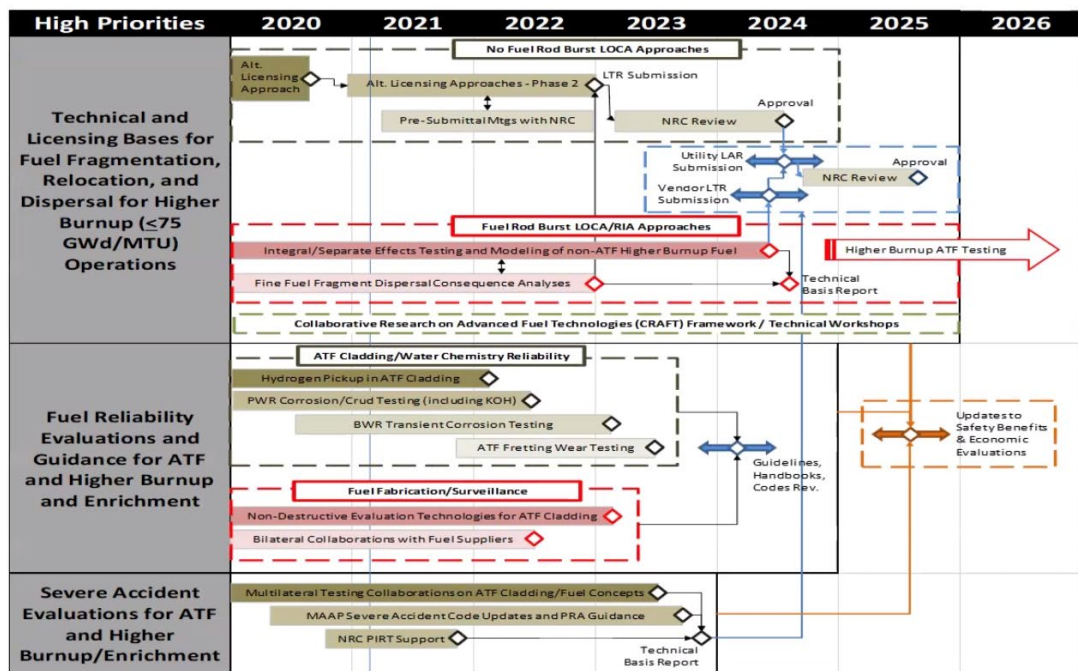 High Priorities
2020
2021
2022
2023
2024
2025
2026
Technical and
Licensing Bases for
Fuel Fragmentation,
Relocation, and
Dispersal for Higher
Burnup (≤75
GWd/MTU)
Operations
No Fuel Rod Burst LOCA Approaches
Alt.
Licensing
Approach
Alt. Licensing Approaches - Phase 2
LTR Submission
Pre-Submittal Mtgs with NRC
NRC Review
Approval
Utility LAR
Submission
Approval
NRC Review
Vendor LTR
Submission
Fuel Rod Burst LOCA/RIA Approaches
Integral/Separate Effects Testing and Modeling of non-ATF Higher Burnup Fuel
Higher Burnup ATF Testing
Fine Fuel Fragment Dispersal Consequence Analyses
Technical
Basis Report
Collaborative Research on Advanced Fuel Technologies (CRAFT) Framework / Technical Workshops
Fuel Reliability
Evaluations and
Guidance for ATF
and Higher Burnup
and Enrichment
ATF Cladding/Water Chemistry Reliability
Hydrogen Pickup in ATF Cladding
PWR Corrosion/Crud Testing (including KOH)
BWR Transient Corrosion Testing
ATF Fretting Wear Testing
Guidelines,
Handbooks,
Codes Rev.
Updates to
Safety Benefits
& Economic
Evaluations
Fuel Fabrication/Surveillance
Non-Destructive Evaluation Technologies for ATF Cladding
Bilateral Collaborations with Fuel Suppliers
Severe Accident
Evaluations for ATF
and Higher
Burnup/Enrichment
Multilateral Testing Collaborations on ATF Cladding/Fuel Concepts
MAAP Severe Accident Code Updates and PRA Guidance
NRC PIRT Support
Technical
Basis Report